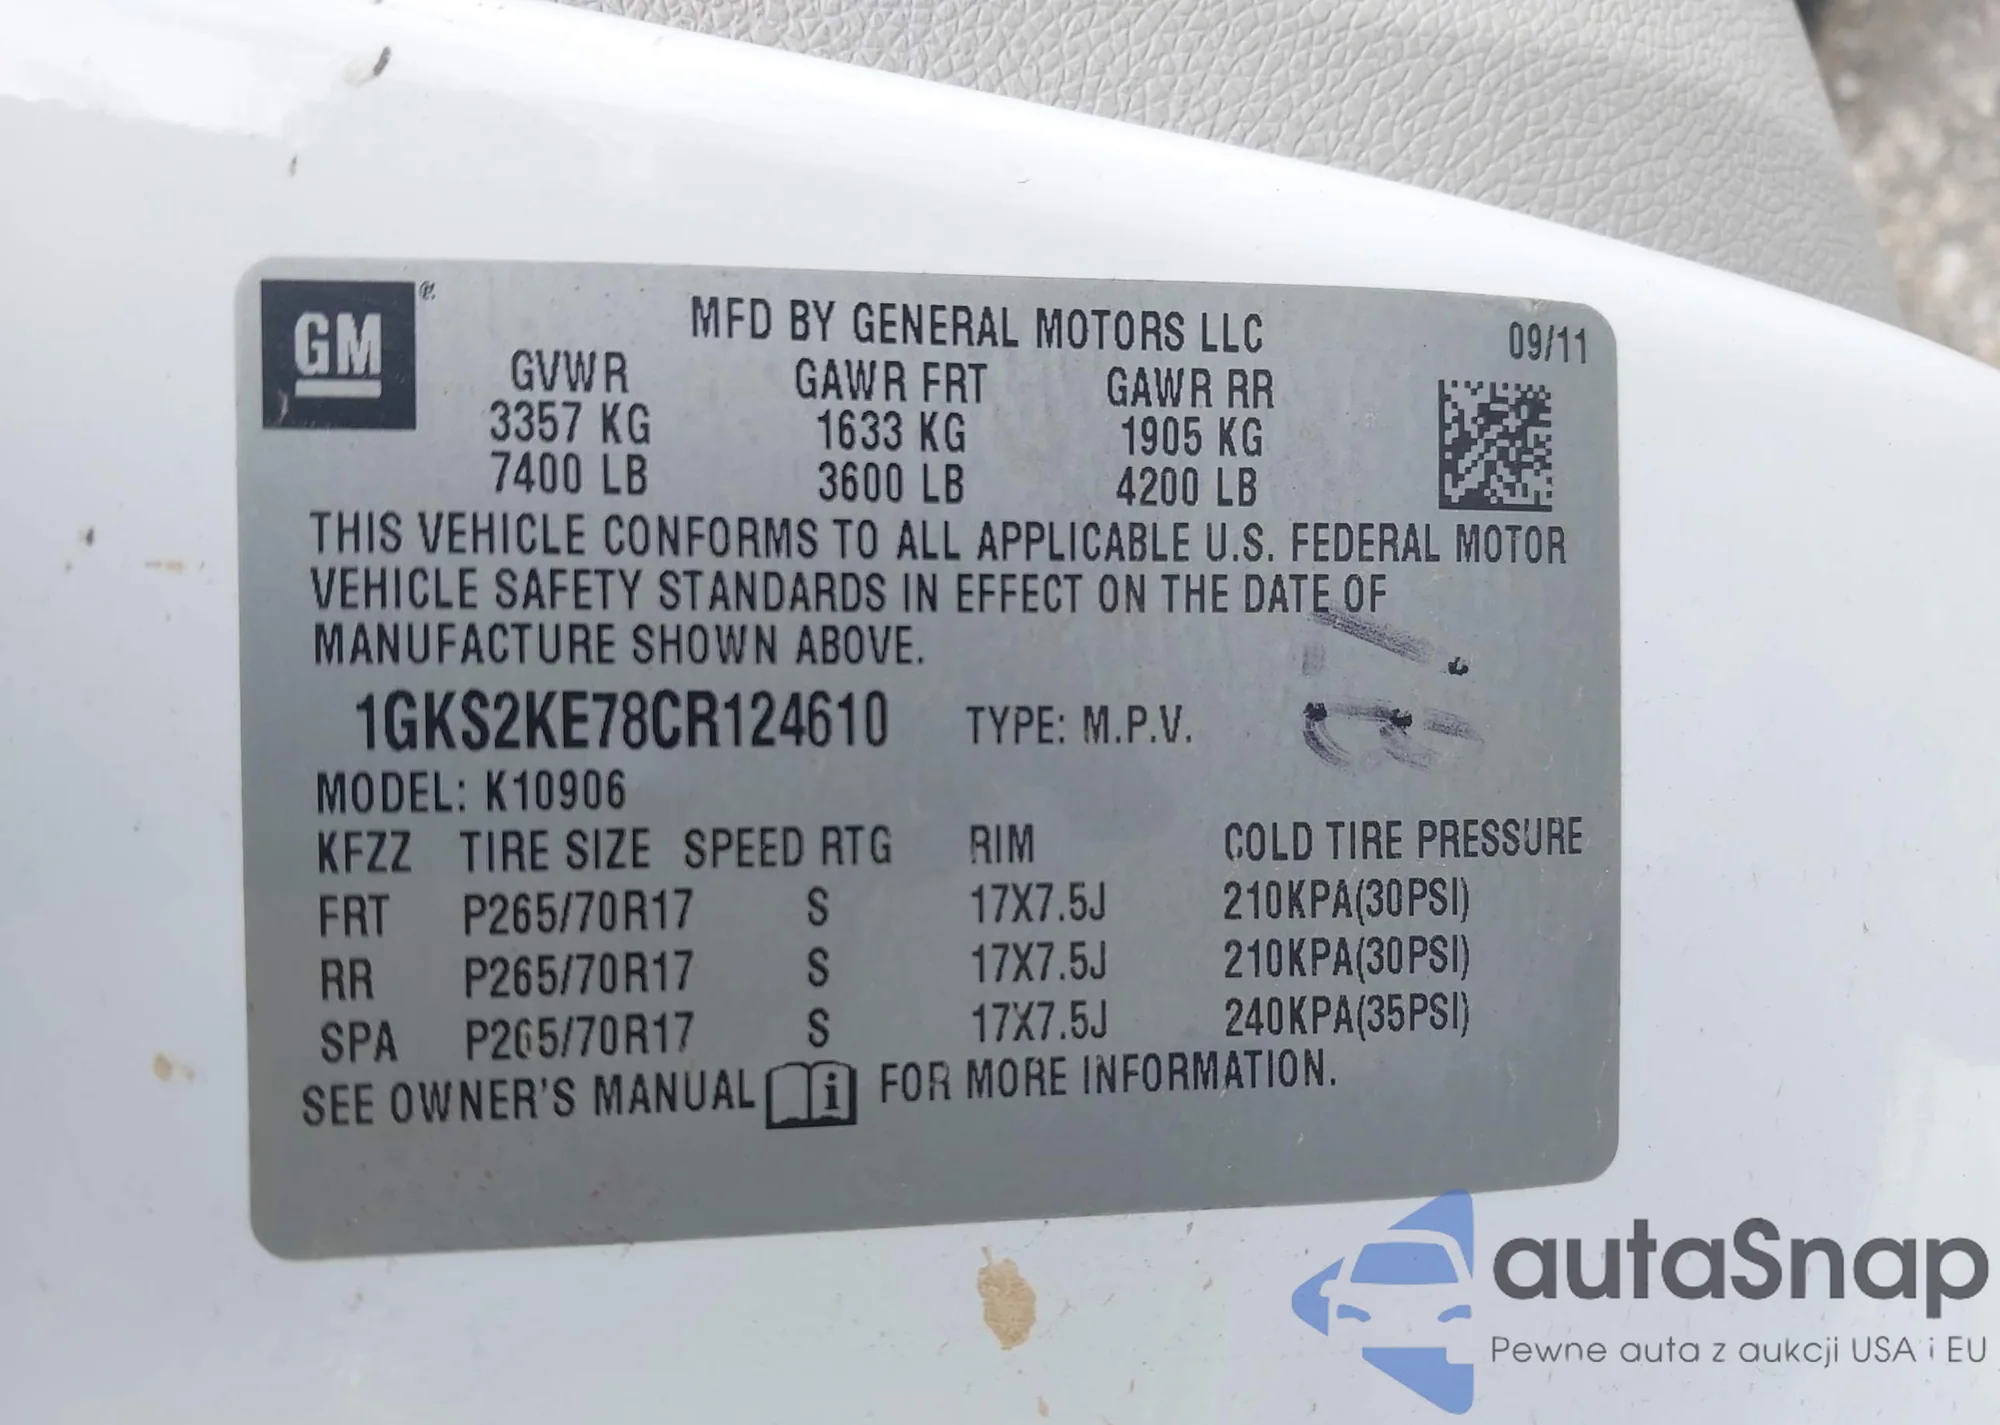 GM ®
MFD BY GENERAL MOTORS LLC 09/11
GVWR GAWR FRT GAWR RR
3357 KG 1633 KG 1905 KG
7400 LB 3600 LB 4200 LB
THIS VEHICLE CONFORMS TO ALL APPLICABLE U.S. FEDERAL MOTOR
VEHICLE SAFETY STANDARDS IN EFFECT ON THE DATE OF
MANUFACTURE SHOWN ABOVE.
1GKS2KE78CR124610 TYPE: M.P.V.
MODEL: K10906
KFZZ TIRE SIZE SPEED RTG RIM COLD TIRE PRESSURE
FRT P265/70R17 S 17X7.5J 210KPA(30PSI)
RR P265/70R17 S 17X7.5J 210KPA(30PSI)
SPA P265/70R17 S 17X7.5J 240KPA(35PSI)
SEE OWNER'S MANUAL i FOR MORE INFORMATION.
autaSnap
Pewne auta z aukcji USA i EU